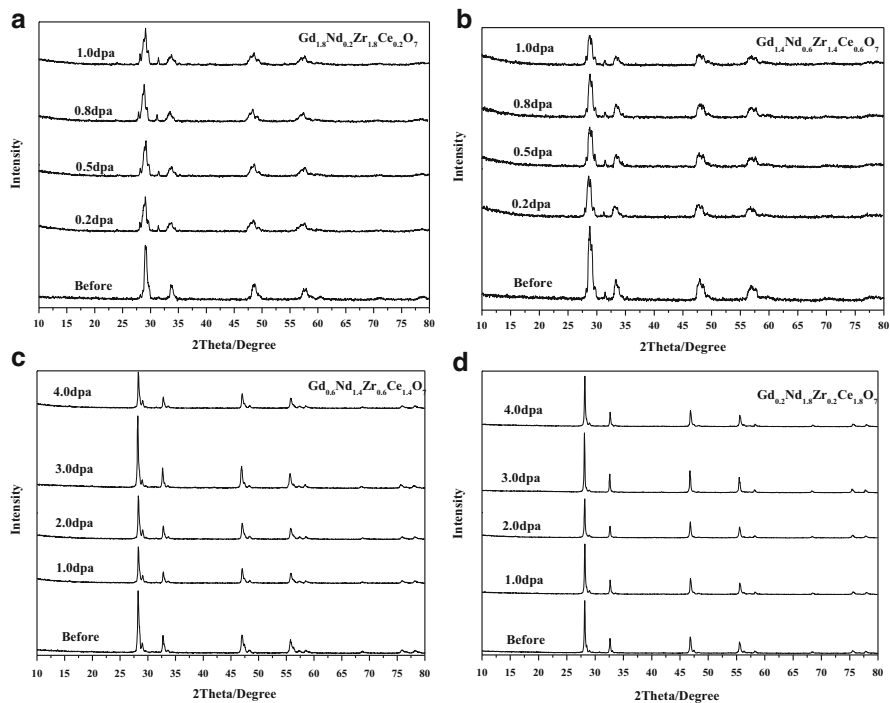 a
Gd1.8Nd0.2Zr1.8Ce0.2O7
1.0dpa
0.8dpa
0.5dpa
0.2dpa
Before
Intensity
10 15 20 25 30 35 40 45 50 55 60 65 70 75 80
2Theta/Degree
b
Gd1.4Nd0.6Zr1.4Ce0.6O7
1.0dpa
0.8dpa
0.5dpa
0.2dpa
Before
Intensity
10 15 20 25 30 35 40 45 50 55 60 65 70 75 80
2Theta/Degree
c
Gd0.6Nd1.4Zr0.6Ce1.4O7
4.0dpa
3.0dpa
2.0dpa
1.0dpa
Before
Intensity
10 15 20 25 30 35 40 45 50 55 60 65 70 75 80
2Theta/Degree
d
Gd0.2Nd1.8Zr0.2Ce1.8O7
4.0dpa
3.0dpa
2.0dpa
1.0dpa
Before
Intensity
10 15 20 25 30 35 40 45 50 55 60 65 70 75 80
2Theta/Degree